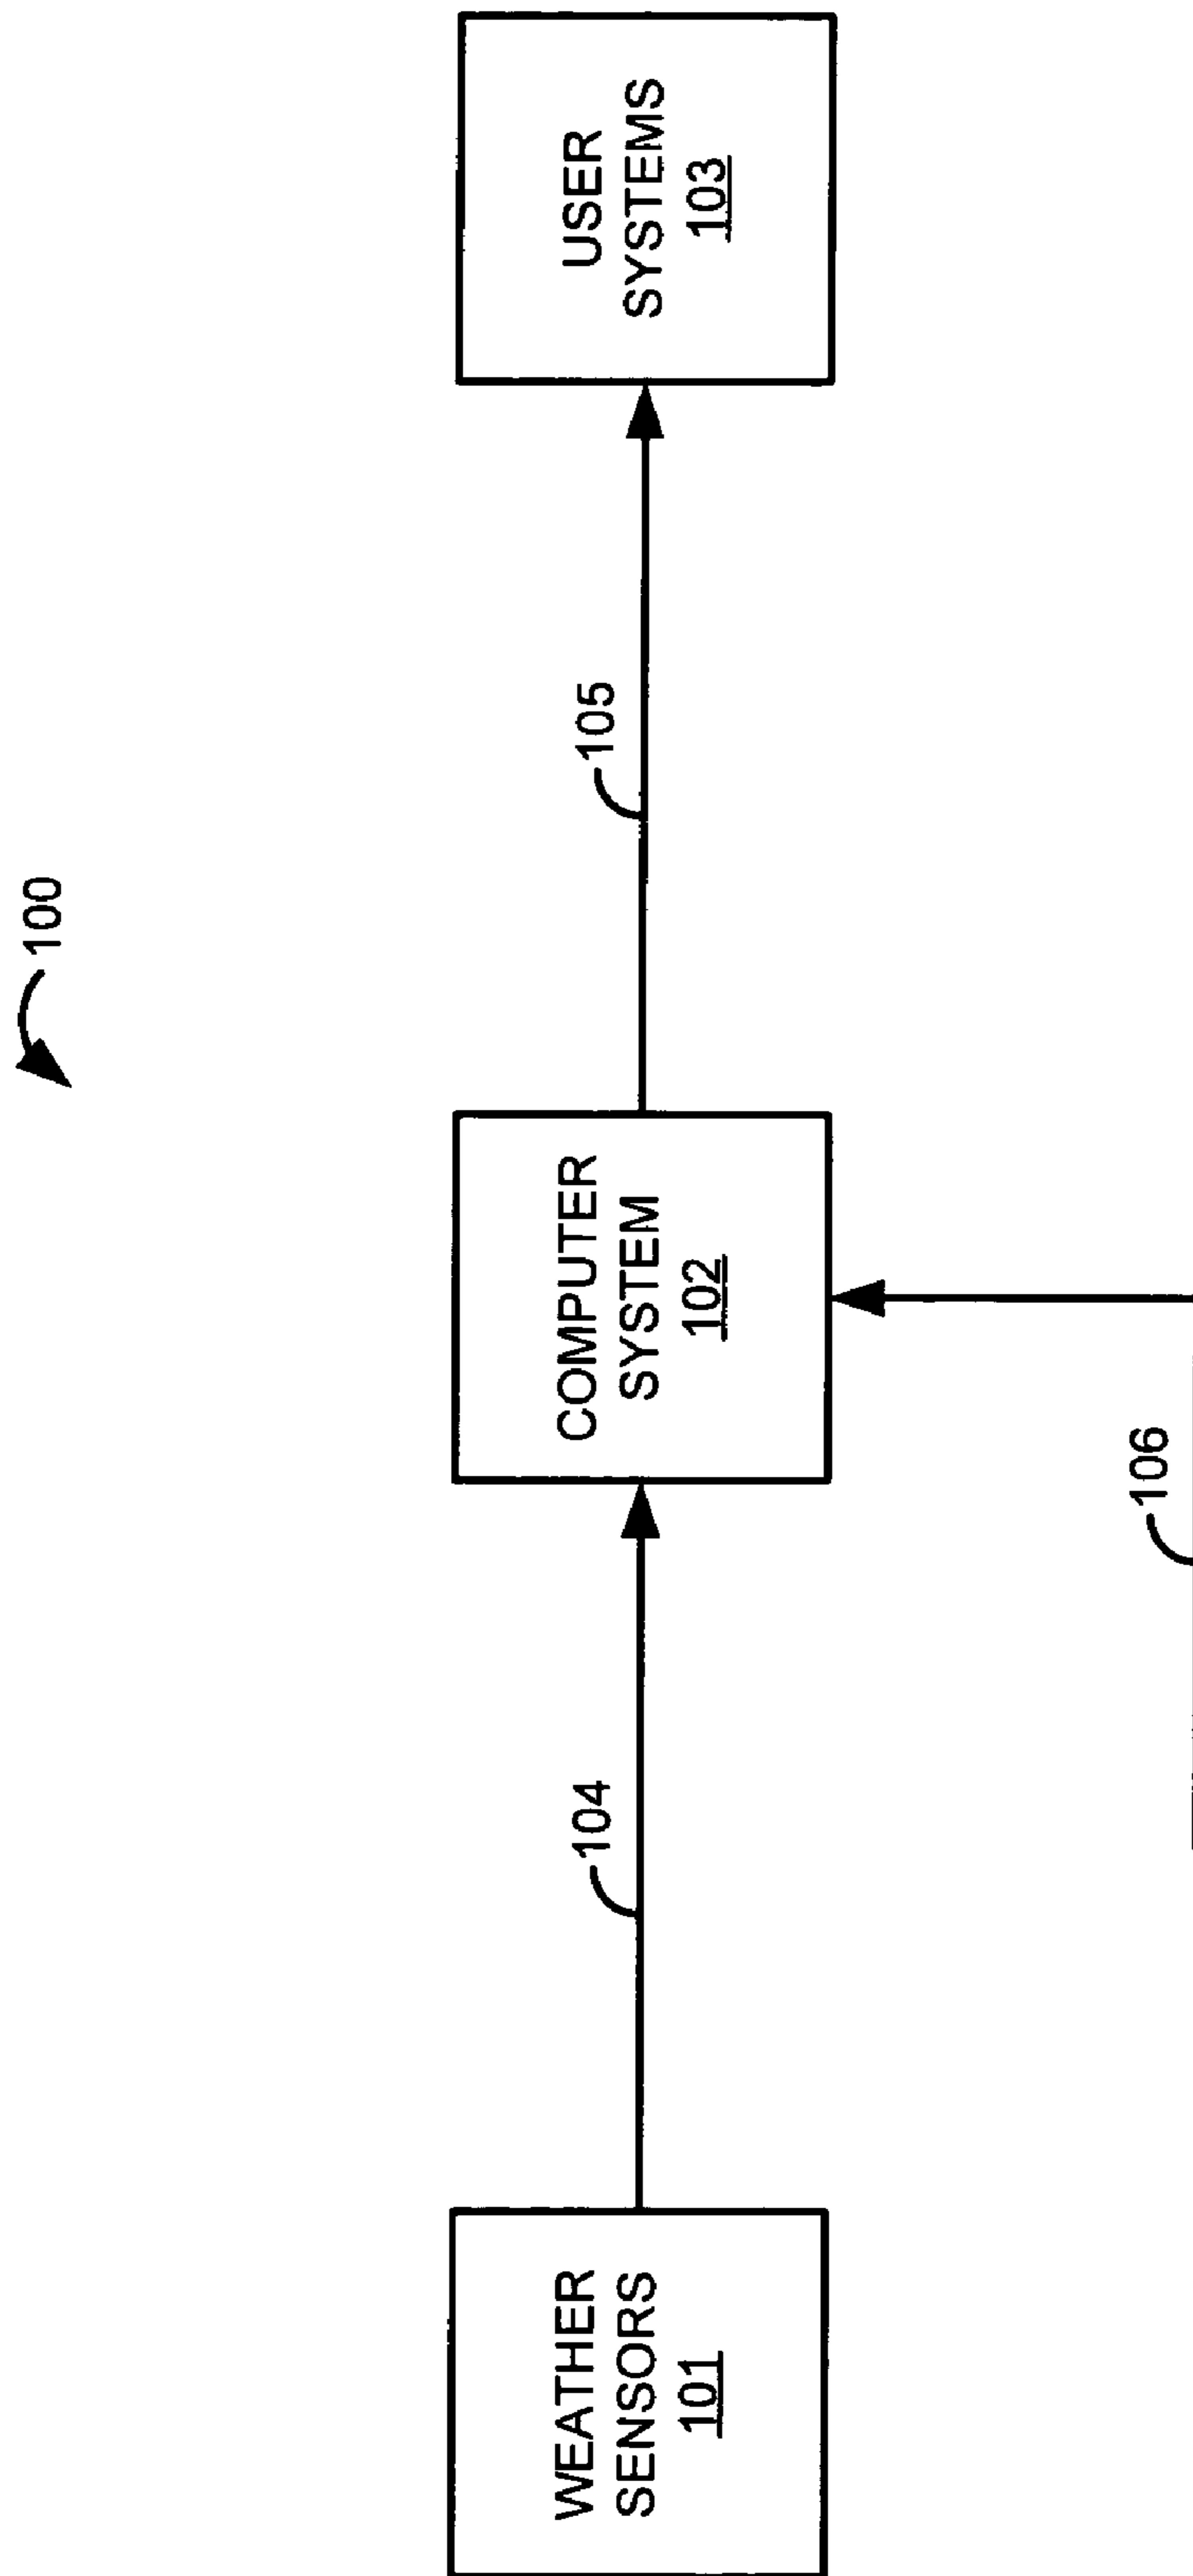 100
WEATHER
SENSORS
101
104
COMPUTER
SYSTEM
102
105
USER
SYSTEMS
103
106